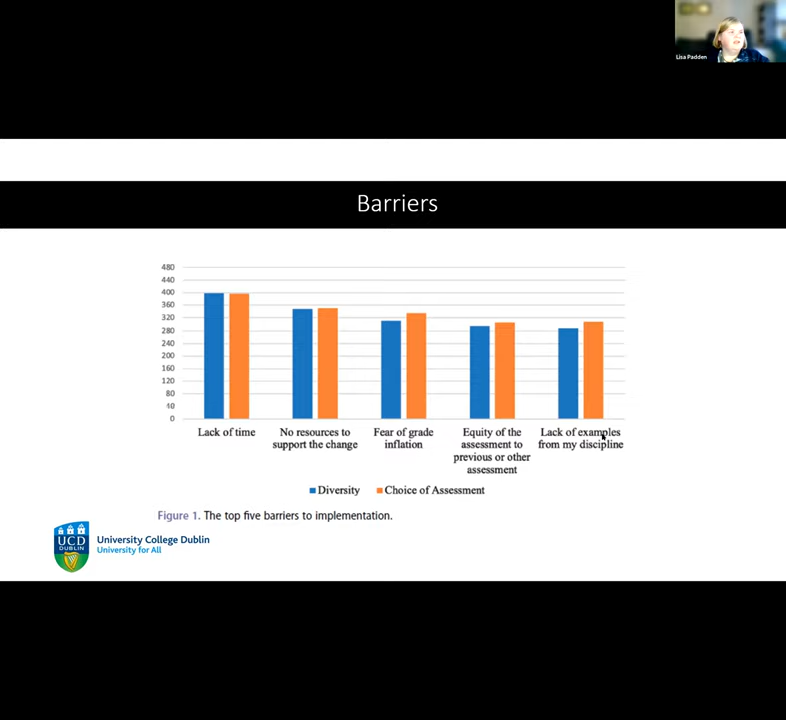 Lisa Padden
Barriers
480
440
400
360
320
280
240
200
160
120
80
40
0
Lack of time
No resources to
support the change
Fear of grade
inflation
Equity of the
assessment to
previous or other
assessment
Lack of examples
from my discipline
Diversity
Choice of Assessment
Figure 1. The top five barriers to implementation.
UCD
DUBLIN
University College Dublin
University for All